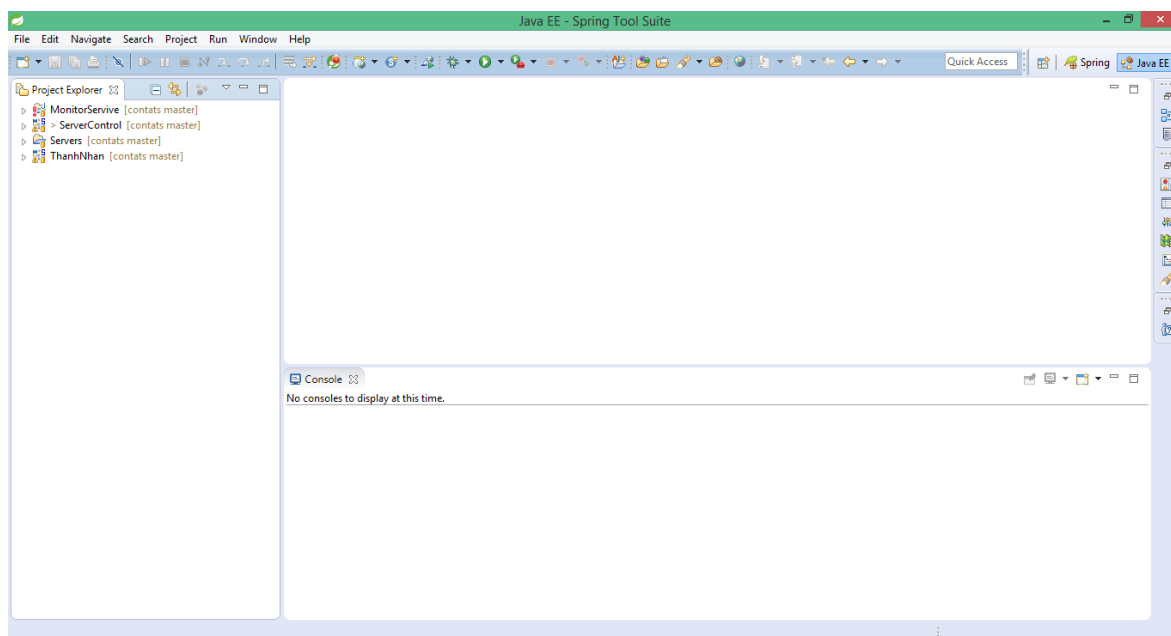 Java EE - Spring Tool Suite
File Edit Navigate Search Project Run Window Help
Quick Access Spring Java EE
Project Explorer
MonitorServive [contats master]
> ServerControl [contats master]
Servers [contats master]
ThanhNhan [contats master]
Console
No consoles to display at this time.